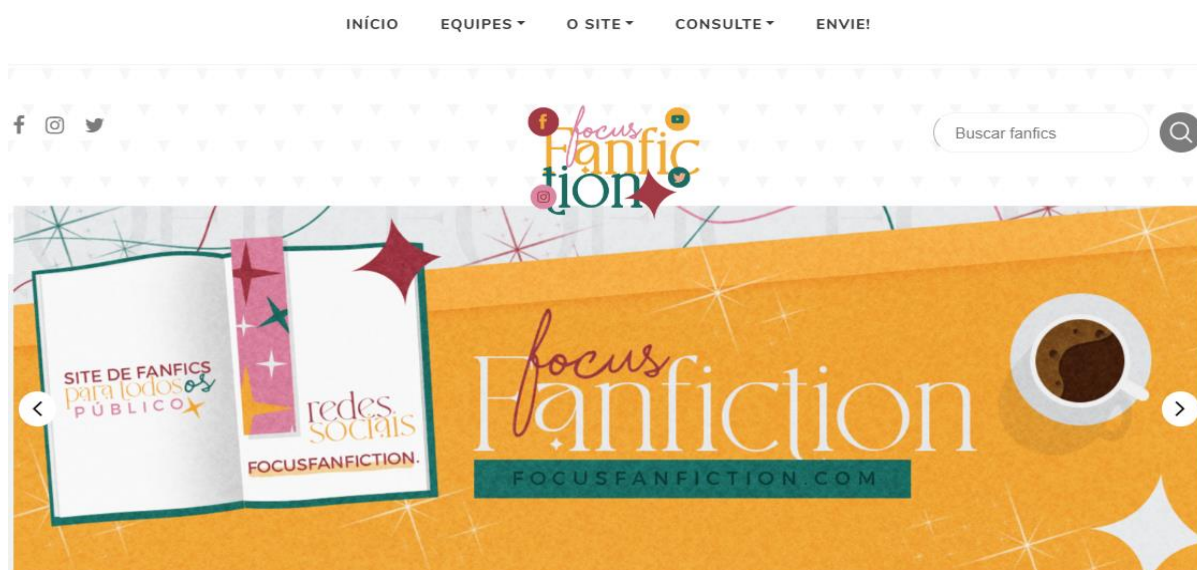 INÍCIO EQUIPES O SITE CONSULTE ENVIE!
focus
Fanfic
tion
Buscar fanfics
SITE DE FANFICS
para todos os
PÚBLICO
redes
sociais
FOCUSFANFICTION.
focus
Fanfiction
FOCUSFANFICTION.COM